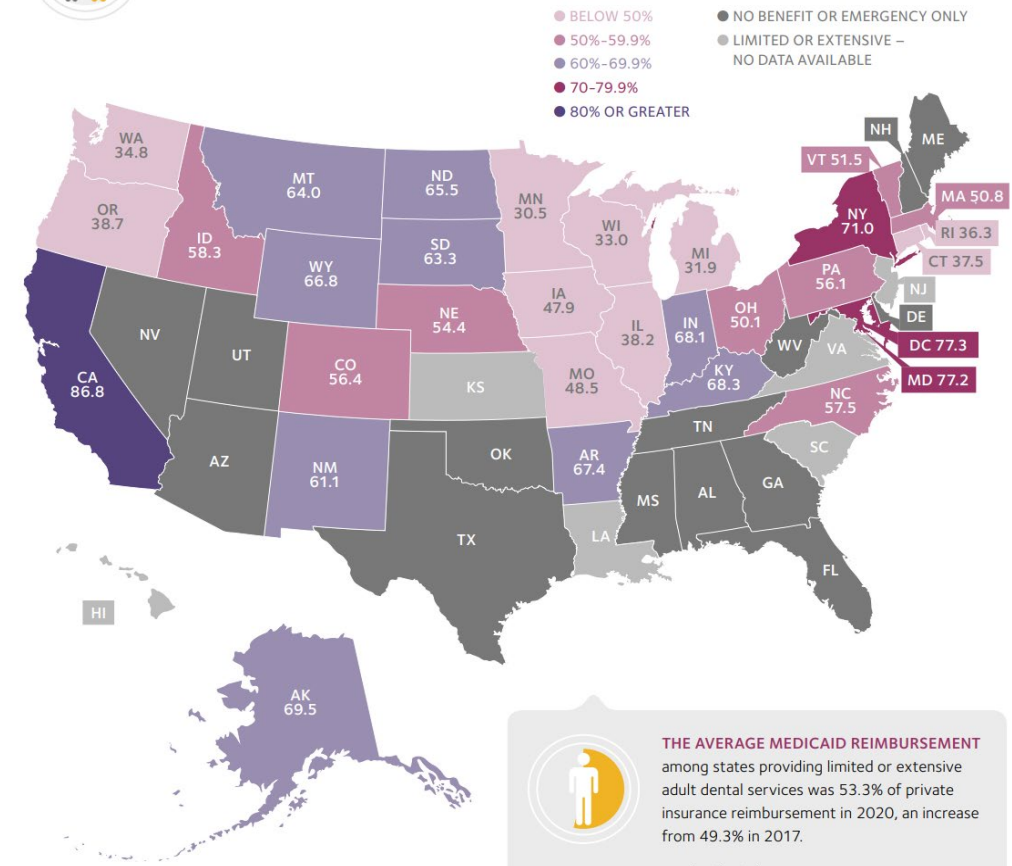 BELOW 50%
50%-59.9%
60%-69.9%
70-79.9%
80% OR GREATER
NO BENEFIT OR EMERGENCY ONLY
LIMITED OR EXTENSIVE –
NO DATA AVAILABLE
WA
34.8
OR
38.7
CA
86.8
NV
ID
58.3
MT
64.0
WY
66.8
UT
AZ
CO
56.4
NM
61.1
ND
65.5
SD
63.3
NE
54.4
KS
OK
TX
MN
30.5
IA
47.9
MO
48.5
AR
67.4
LA
WI
33.0
IL
38.2
MI
31.9
IN
68.1
OH
50.1
KY
68.3
TN
MS
AL
GA
FL
SC
NC
57.5
VA
WV
PA
56.1
NY
71.0
VT 51.5
NH
ME
MA 50.8
RI 36.3
CT 37.5
NJ
DE
DC 77.3
MD 77.2
HI
AK
69.5
THE AVERAGE MEDICAID REIMBURSEMENT
among states providing limited or extensive
adult dental services was 53.3% of private
insurance reimbursement in 2020, an increase
from 49.3% in 2017.